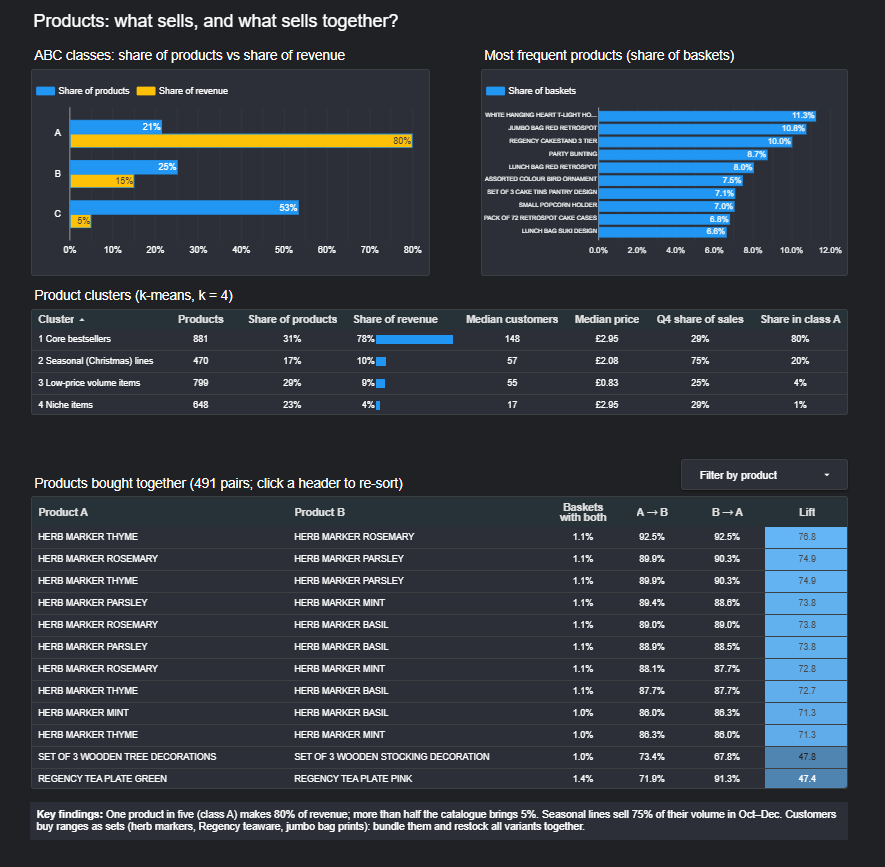 Products: what sells, and what sells together?
ABC classes: share of products vs share of revenue
Share of products Share of revenue
A 21% 80%
B 25% 15%
C 53% 5%
0% 10% 20% 30% 40% 50% 60% 70% 80%
Most frequent products (share of baskets)
Share of baskets
WHITE HANGING HEART T-LIGHT HO... 11.3%
JUMBO BAG RED RETROSPOT 10.8%
REGENCY CAKESTAND 3 TIER 10.0%
PARTY BUNTING 8.7%
LUNCH BAG RED RETROSPOT 8.0%
ASSORTED COLOUR BIRD ORNAMENT 7.5%
SET OF 3 CAKE TINS PANTRY DESIGN 7.1%
SMALL POPCORN HOLDER 7.0%
PACK OF 72 RETROSPOT CAKE CASES 6.8%
LUNCH BAG SUKI DESIGN 6.6%
0.0% 2.0% 4.0% 6.0% 8.0% 10.0% 12.0%
Product clusters (k-means, k = 4)
Cluster Products Share of products Share of revenue Median customers Median price Q4 share of sales Share in class A
1 Core bestsellers 881 31% 78% 148 £2.95 29% 80%
2 Seasonal (Christmas) lines 470 17% 10% 57 £2.08 75% 20%
3 Low-price volume items 799 29% 9% 55 £0.83 25% 4%
4 Niche items 648 23% 4% 17 £2.95 29% 1%
Products bought together (491 pairs; click a header to re-sort)
Filter by product
Product A Product B Baskets with both A→B B→A Lift
HERB MARKER THYME HERB MARKER ROSEMARY 1.1% 92.5% 92.5% 76.8
HERB MARKER ROSEMARY HERB MARKER PARSLEY 1.1% 89.9% 90.3% 74.9
HERB MARKER THYME HERB MARKER PARSLEY 1.1% 89.9% 90.3% 74.9
HERB MARKER PARSLEY HERB MARKER MINT 1.1% 89.4% 88.6% 73.8
HERB MARKER ROSEMARY HERB MARKER BASIL 1.1% 89.0% 89.0% 73.8
HERB MARKER PARSLEY HERB MARKER BASIL 1.1% 88.9% 88.5% 73.8
HERB MARKER ROSEMARY HERB MARKER MINT 1.1% 88.1% 87.7% 72.8
HERB MARKER THYME HERB MARKER BASIL 1.1% 87.7% 87.7% 72.7
HERB MARKER MINT HERB MARKER BASIL 1.0% 86.0% 86.3% 71.3
HERB MARKER THYME HERB MARKER MINT 1.0% 86.3% 86.0% 71.3
SET OF 3 WOODEN TREE DECORATIONS SET OF 3 WOODEN STOCKING DECORATION 1.0% 73.4% 67.8% 47.8
REGENCY TEA PLATE GREEN REGENCY TEA PLATE PINK 1.4% 71.9% 91.3% 47.4
Key findings: One product in five (class A) makes 80% of revenue; more than half the catalogue brings 5%. Seasonal lines sell 75% of their volume in Oct–Dec. Customers
buy ranges as sets (herb markers, Regency teaware, jumbo bag prints): bundle them and restock all variants together.